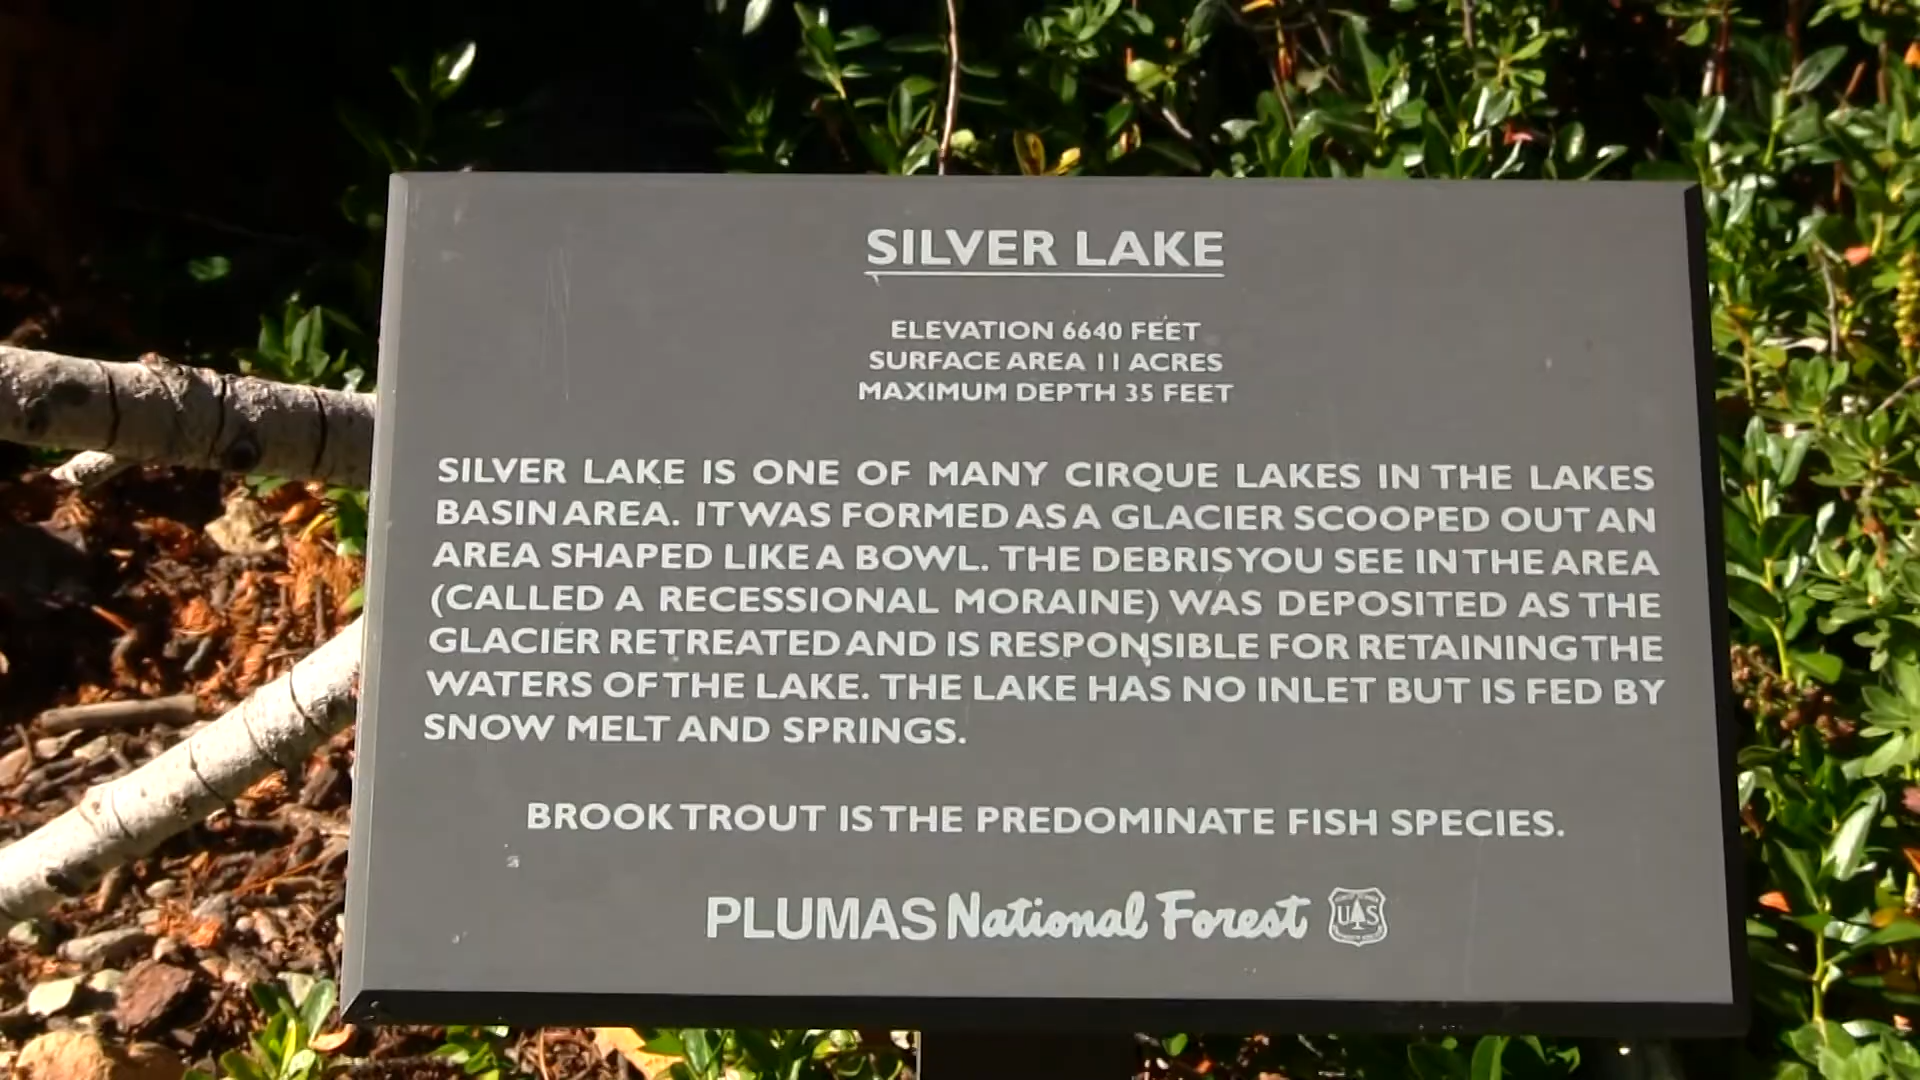 SILVER LAKE
ELEVATION 6640 FEET
SURFACE AREA 11 ACRES
MAXIMUM DEPTH 35 FEET
SILVER LAKE IS ONE OF MANY CIRQUE LAKES IN THE LAKES
BASIN AREA. IT WAS FORMED AS A GLACIER SCOOPED OUT AN
AREA SHAPED LIKE A BOWL. THE DEBRIS YOU SEE IN THE AREA
(CALLED A RECESSIONAL MORAINE) WAS DEPOSITED AS THE
GLACIER RETREATED AND IS RESPONSIBLE FOR RETAINING THE
WATERS OF THE LAKE. THE LAKE HAS NO INLET BUT IS FED BY
SNOW MELT AND SPRINGS.
BROOK TROUT IS THE PREDOMINATE FISH SPECIES.
PLUMAS National Forest UAS